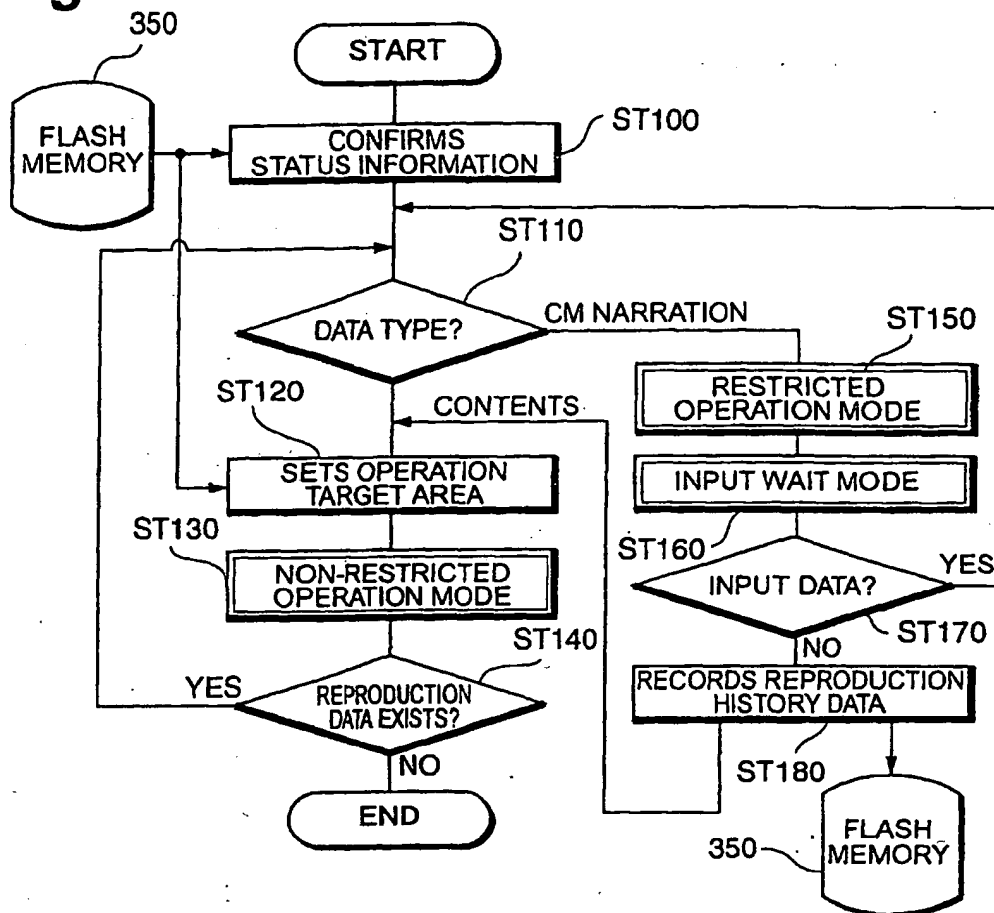 350
START
FLASH
MEMORY
CONFIRMS
STATUS INFORMATION
ST100
ST110
DATA TYPE?
CM NARRATION
ST150
RESTRICTED
OPERATION MODE
ST120
CONTENTS
SETS OPERATION
TARGET AREA
INPUT WAIT MODE
ST130
ST160
NON-RESTRICTED
OPERATION MODE
INPUT DATA?
YES
ST170
NO
ST140
YES
REPRODUCTION
DATA EXISTS?
RECORDS REPRODUCTION
HISTORY DATA
NO
ST180
END
350
FLASH
MEMORY